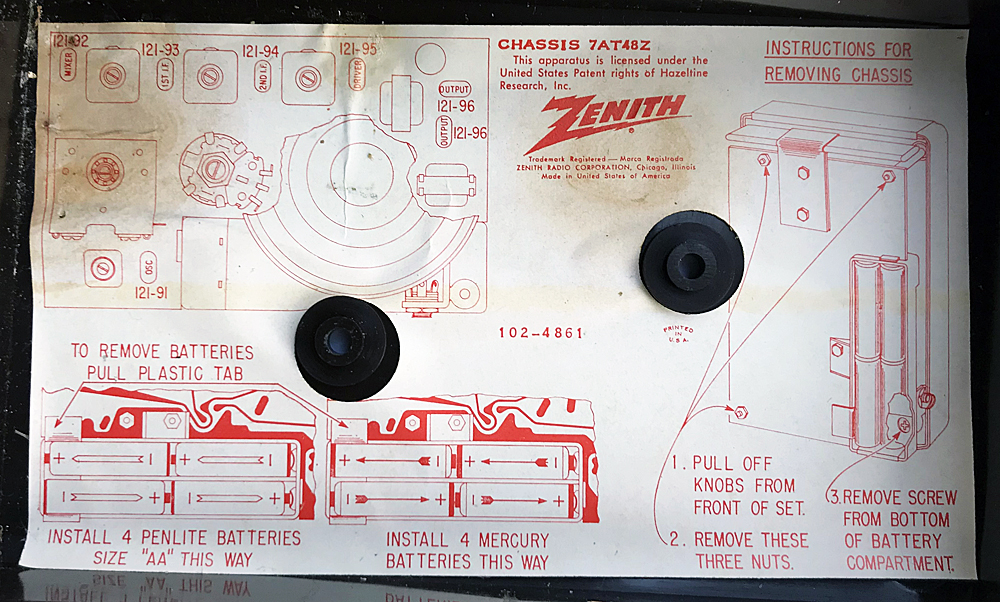 121-92
MIXER
121-93
1ST I.F.
121-94
2ND I.F.
121-95
DRIVER
OUTPUT
121-96
OUTPUT
121-96
OSC
121-91
CHASSIS 7AT48Z
This apparatus is licensed under the
United States Patent rights of Hazeltine
Research, Inc.
ZENITH
®
Trademark Registered — Marca Registrada
ZENITH RADIO CORPORATION, Chicago, Illinois
Made in United States of America
102-4861
PRINTED
IN
U.S.A.
INSTRUCTIONS FOR
REMOVING CHASSIS
TO REMOVE BATTERIES
PULL PLASTIC TAB
+ +
+ +
INSTALL 4 PENLITE BATTERIES
SIZE "AA" THIS WAY
+ +
+ +
INSTALL 4 MERCURY
BATTERIES THIS WAY
1. PULL OFF
KNOBS FROM
FRONT OF SET.
2. REMOVE THESE
THREE NUTS.
3. REMOVE SCREW
FROM BOTTOM
OF BATTERY
COMPARTMENT.